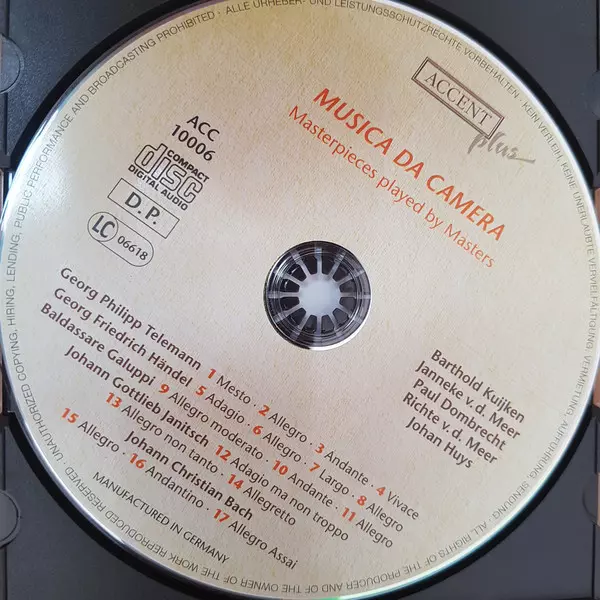 ACCENT
plus
MUSICA DA CAMERA
Masterpieces played by Masters
ACC
10006
COMPACT
disc
DIGITAL AUDIO
D.P.
LC 06618
Barthold Kuijken
Janneke v.d. Meer
Paul Dombrecht
Richte v.d. Meer
Johan Huys
Georg Philipp Telemann 1 Mesto · 2 Allegro · 3 Andante · 4 Vivace
Georg Friedrich Händel 5 Adagio · 6 Allegro · 7 Largo · 8 Allegro
Baldassare Galuppi 9 Allegro moderato · 10 Andante · 11 Allegro
Johann Gottlieb Janitsch 12 Adagio ma non troppo
13 Allegro non tanto · 14 Allegretto
Johann Christian Bach
15 Allegro · 16 Andantino · 17 Allegro Assai
MANUFACTURED IN GERMANY
ALL RIGHTS OF THE PRODUCER AND OF THE OWNER OF THE WORK REPRODUCED RESERVED · UNAUTHORIZED COPYING, HIRING, LENDING, PUBLIC PERFORMANCE AND BROADCASTING PROHIBITED · ALLE URHEBER- UND LEISTUNGSSCHUTZRECHTE VORBEHALTEN · KEIN VERLEIH, KEINE UNERLAUBTE VERVIELFÄLTIGUNG, VERMIETUNG, AUFFÜHRUNG, SENDUNG.